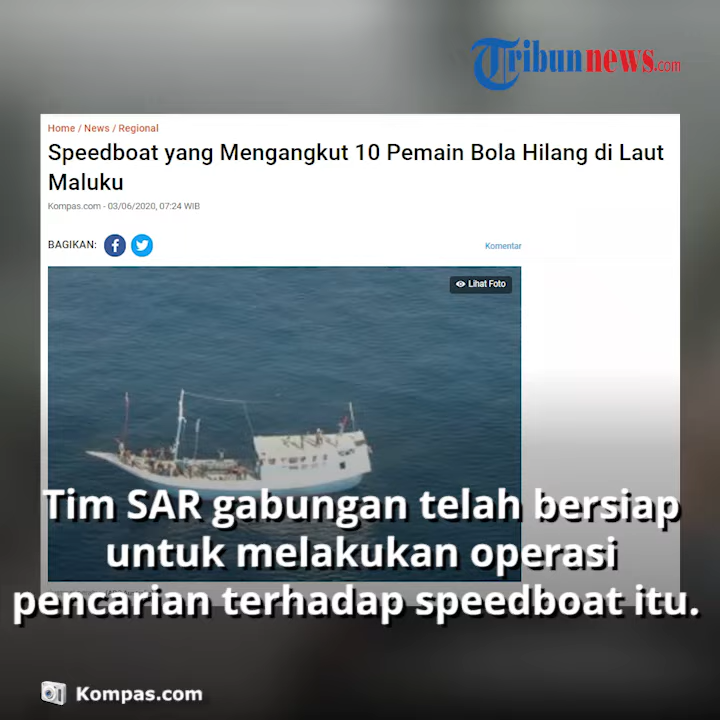 Tribunnews.com
Home / News / Regional
Speedboat yang Mengangkut 10 Pemain Bola Hilang di Laut
Maluku
Kompas.com - 03/06/2020, 07:24 WIB
BAGIKAN:
Komentar
Lihat Foto
Tim SAR gabungan telah bersiap
untuk melakukan operasi
pencarian terhadap speedboat itu.
Kompas.com